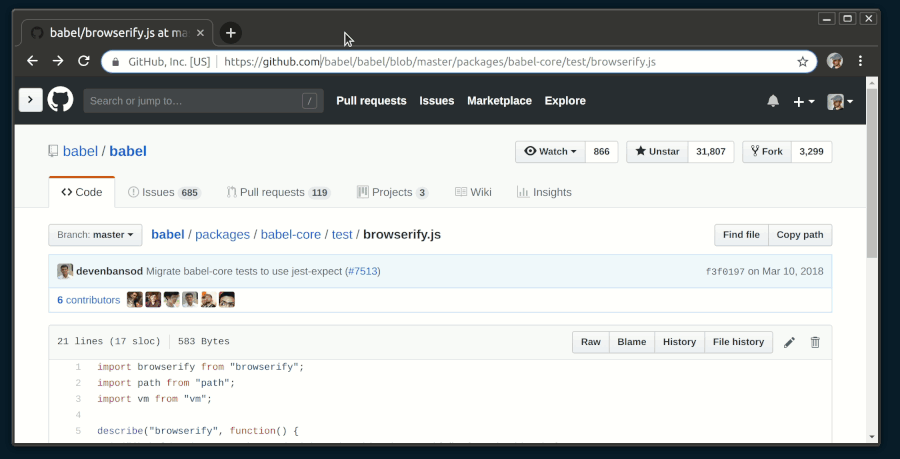 babel/browserify.js at ma
GitHub, Inc. [US] https://github.com/babel/babel/blob/master/packages/babel-core/test/browserify.js
Search or jump to… / Pull requests Issues Marketplace Explore
babel / babel Watch 866 Unstar 31,807 Fork 3,299
Code Issues 685 Pull requests 119 Projects 3 Wiki Insights
Branch: master babel / packages / babel-core / test / browserify.js Find file Copy path
devenbansod Migrate babel-core tests to use jest-expect (#7513) f3f0197 on Mar 10, 2018
6 contributors
21 lines (17 sloc) 583 Bytes Raw Blame History File history
1 import browserify from "browserify";
2 import path from "path";
3 import vm from "vm";
4
5 describe("browserify", function() {